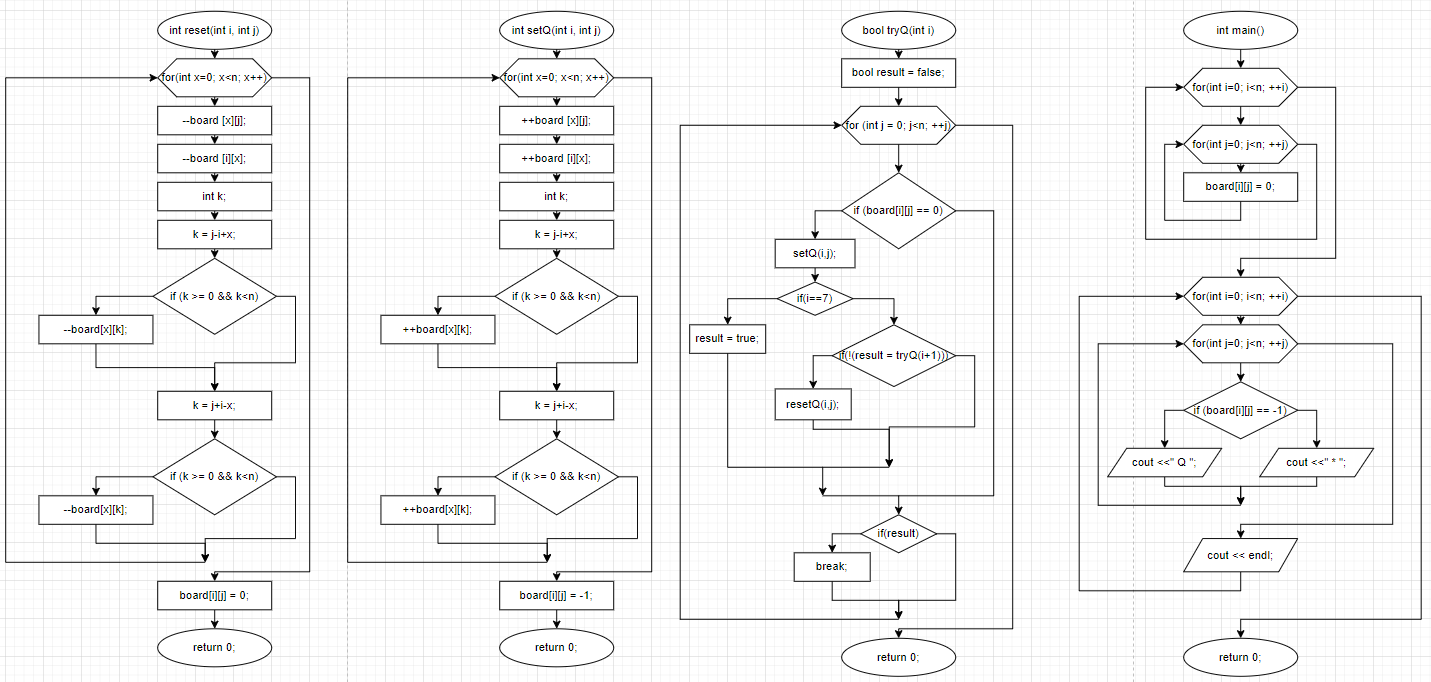 int reset(int i, int j)
for(int x=0; x<n; x++)
--board [x][j];
--board [i][x];
int k;
k = j-i+x;
if (k >= 0 && k<n)
--board[x][k];
k = j+i-x;
if (k >= 0 && k<n)
--board[x][k];
board[i][j] = 0;
return 0;
int setQ(int i, int j)
for(int x=0; x<n; x++)
++board [x][j];
++board [i][x];
int k;
k = j-i+x;
if (k >= 0 && k<n)
++board[x][k];
k = j+i-x;
if (k >= 0 && k<n)
++board[x][k];
board[i][j] = -1;
return 0;
bool tryQ(int i)
bool result = false;
for (int j = 0; j<n; ++j)
if (board[i][j] == 0)
setQ(i,j);
if(i==7)
result = true;
if(!(result = tryQ(i+1)))
resetQ(i,j);
if(result)
break;
return 0;
int main()
for(int i=0; i<n; ++i)
for(int j=0; j<n; ++j)
board[i][j] = 0;
for(int i=0; i<n; ++i)
for(int j=0; j<n; ++j)
if (board[i][j] == -1)
cout <<" Q ";
cout <<" * ";
cout << endl;
return 0;